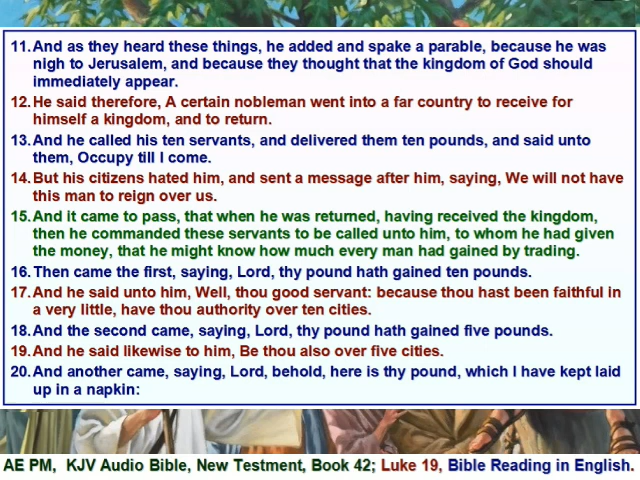 11. And as they heard these things, he added and spake a parable, because he was
nigh to Jerusalem, and because they thought that the kingdom of God should
immediately appear.
12. He said therefore, A certain nobleman went into a far country to receive for
himself a kingdom, and to return.
13. And he called his ten servants, and delivered them ten pounds, and said unto
them, Occupy till I come.
14. But his citizens hated him, and sent a message after him, saying, We will not have
this man to reign over us.
15. And it came to pass, that when he was returned, having received the kingdom,
then he commanded these servants to be called unto him, to whom he had given
the money, that he might know how much every man had gained by trading.
16. Then came the first, saying, Lord, thy pound hath gained ten pounds.
17. And he said unto him, Well, thou good servant: because thou hast been faithful in
a very little, have thou authority over ten cities.
18. And the second came, saying, Lord, thy pound hath gained five pounds.
19. And he said likewise to him, Be thou also over five cities.
20. And another came, saying, Lord, behold, here is thy pound, which I have kept laid
up in a napkin:
AE PM, KJV Audio Bible, New Testment, Book 42; Luke 19, Bible Reading in English.